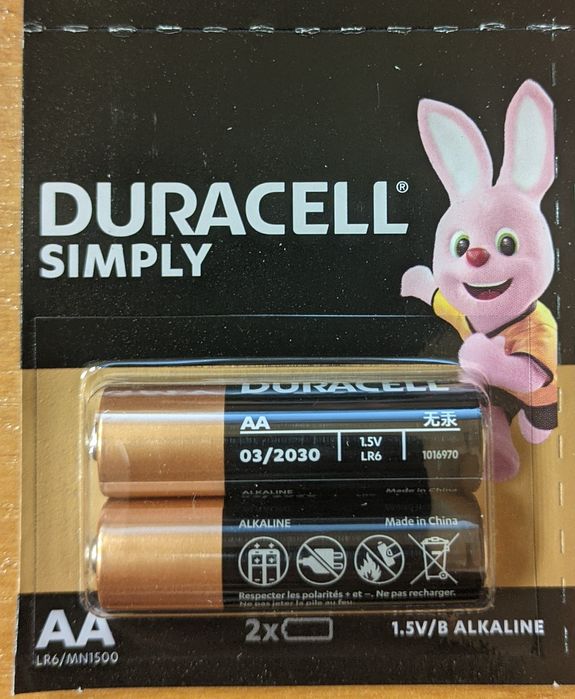 DURACELL®
SIMPLY
DURACELL
AA 无汞
03/2030 1.5V LR6 1016970
ALKALINE Made in China
ALKALINE Made in China
Respecter les polarités + et –. Ne pas recharger.
Ne pas jeter la pile au feu.
AA 2x 1.5V/B ALKALINE
LR6/MN1500